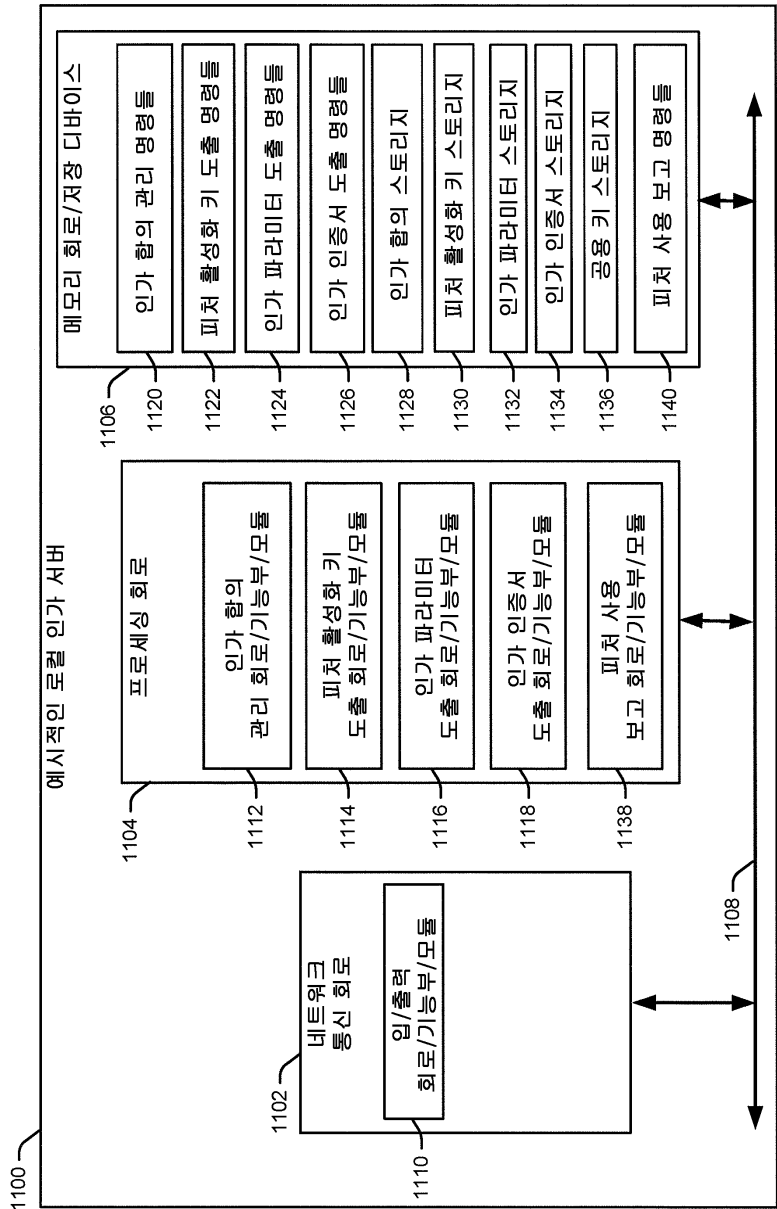 1100
예시적인 로컬 인가 서버
1102
네트워크
통신 회로
1110
입/출력
회로/기능부/모듈
1104
프로세싱 회로
1112
인가 합의
관리 회로/기능부/모듈
1114
피처 활성화 키
도출 회로/기능부/모듈
1116
인가 파라미터
도출 회로/기능부/모듈
1118
인가 인증서
도출 회로/기능부/모듈
1138
피처 사용
보고 회로/기능부/모듈
1106
메모리 회로/저장 디바이스
1120
인가 합의 관리 명령들
1122
피처 활성화 키 도출 명령들
1124
인가 파라미터 도출 명령들
1126
인가 인증서 도출 명령들
1128
인가 합의 스토리지
1130
피처 활성화 키 스토리지
1132
인가 파라미터 스토리지
1134
인가 인증서 스토리지
1136
공용 키 스토리지
1140
피처 사용 보고 명령들
1108